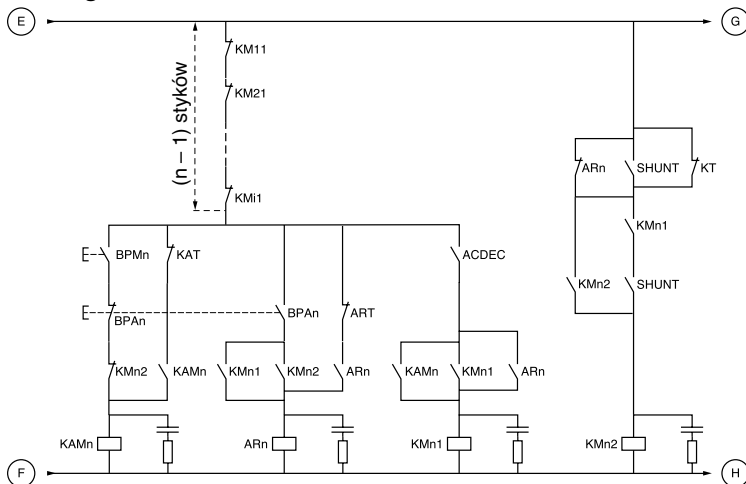 E
G
KM11
KM21
(n – 1) styków
KMi1
ARn
SHUNT
KT
KMn1
BPMn
KAT
ACDEC
KMn2
SHUNT
BPAn
BPAn
ART
KMn2
KAMn
KMn1
KMn2
ARn
KAMn
KMn1
ARn
KAMn
ARn
KMn1
KMn2
F
H